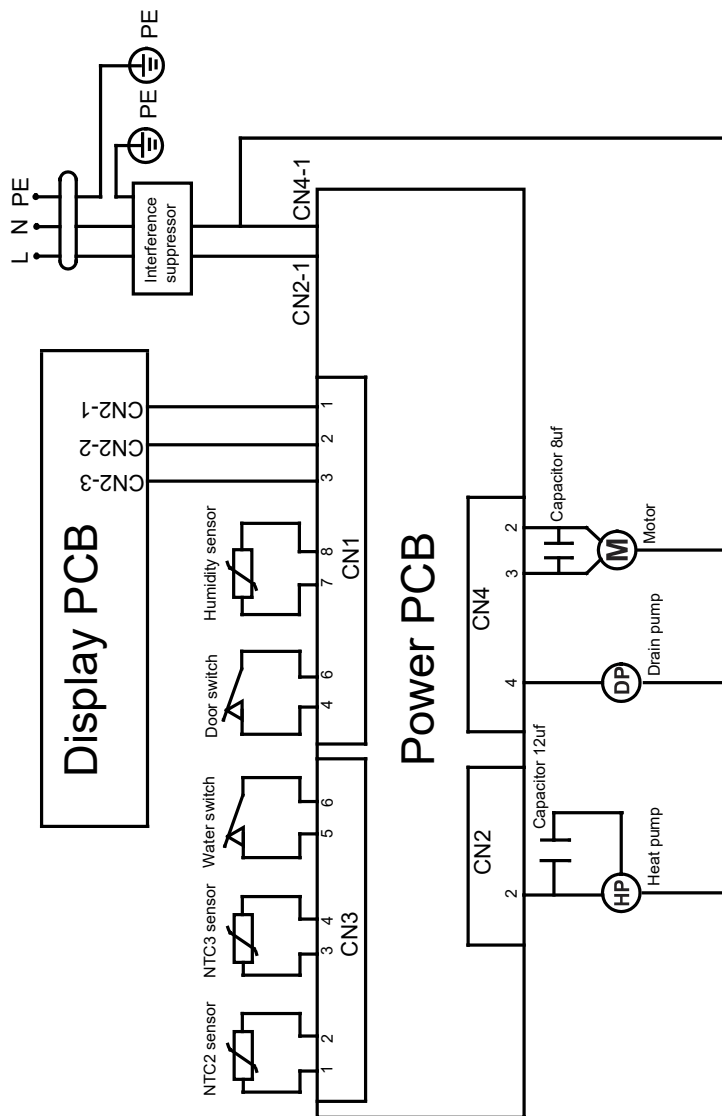 L
N
PE
PE
PE
Interference
suppressor
CN2-1
CN4-1
Display PCB
CN2-3
CN2-2
CN2-1
NTC2 sensor
NTC3 sensor
Water switch
Door switch
Humidity sensor
1
2
3
4
5
6
4
6
7
8
3
2
1
CN3
CN1
Power PCB
CN2
CN4
2
4
3
2
Capacitor 12uf
Capacitor 8uf
HP
DP
M
Heat pump
Drain pump
Motor